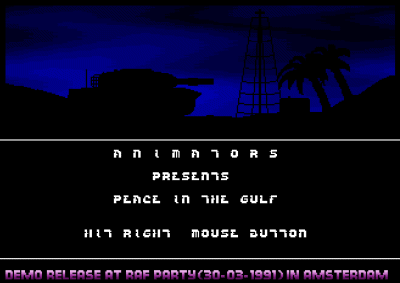 ANIMATORS
PRESENTS
PEACE IN THE GULF
HIT RIGHT MOUSE BUTTON
DEMO RELEASE AT RAF PARTY (30-03-1991) IN AMSTERDAM